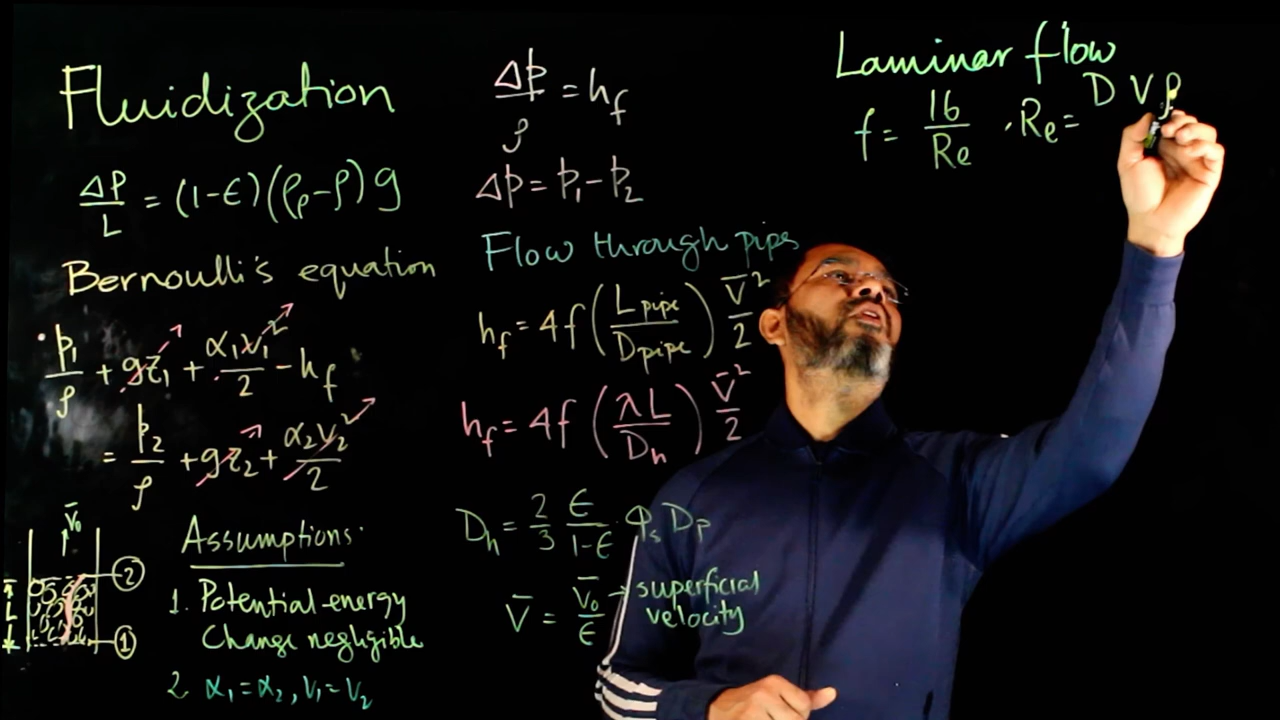 Fluidization
Δp/L = (1-ϵ)(ρp-ρ)g
Bernoulli's equation
p1/ρ + gz1 + α1v1²/2 - hf
= p2/ρ + gz2 + α2v2²/2
V̄0
2
L
1
Assumptions
1. Potential energy
Change negligible
2. α1 = α2, V1 = V2
Δp/ρ = hf
Δp = p1 - p2
Flow through pipes
hf = 4f (Lpipe/Dpipe) V̄²/2
hf = 4f (λL/Dh) V̄²/2
Dh = 2/3 ϵ/1-ϵ · Φs Dp
V̄ = V̄0/ϵ → superficial
velocity
Laminar flow
f = 16/Re , Re = D V ρ